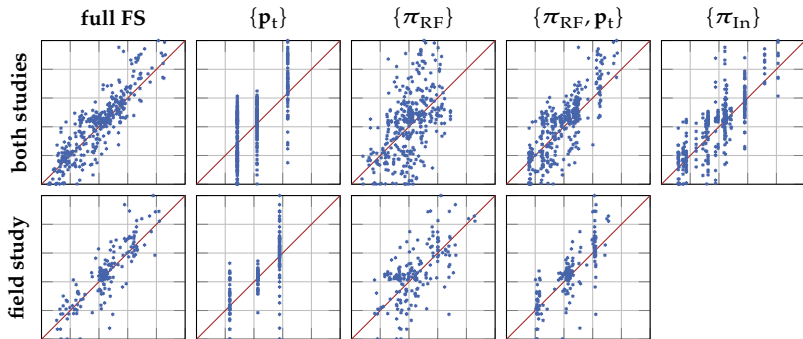 full FS
{p_t}
{π_RF}
{π_RF, p_t}
{π_In}
both studies
field study